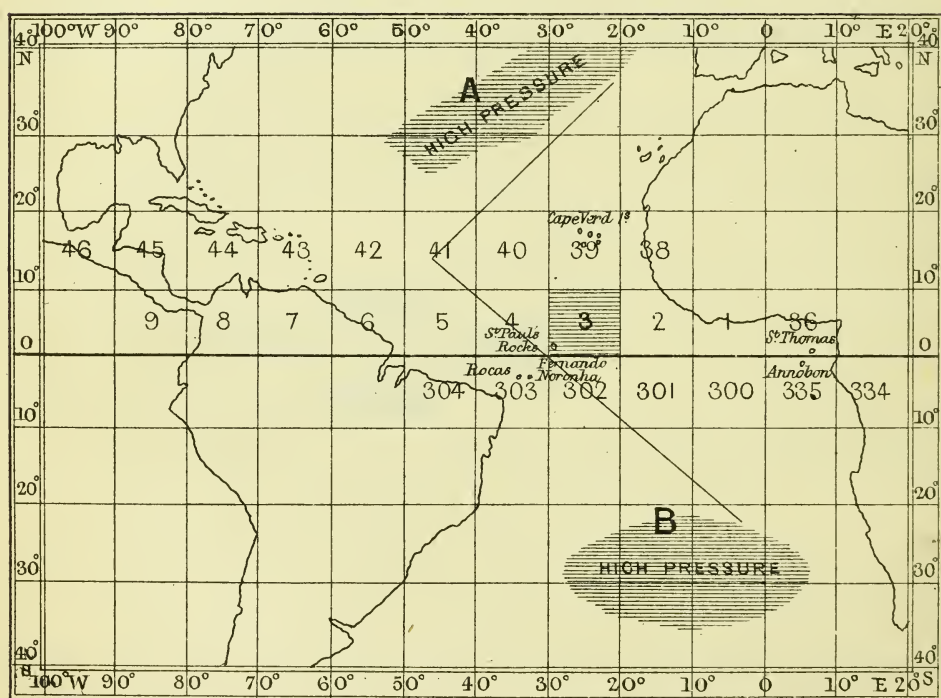 100°W 90° 80° 70° 60° 50° 40° 30° 20° 10° 0 10° E 20°
40° N 40° N
A
HIGH PRESSURE
30° 30°
20° 20°
Cape Verd Is
46 45 44 43 42 41 40 39 38
10° 10°
9 8 7 6 5 4 3 2 1 36
St Paul's Rocks
St Thomas
0 0
Rocas
Fernando Noronha
Annobon
304 303 302 301 300 335 334
10° 10°
20° 20°
B
HIGH PRESSURE
30° 30°
40° S 40°
100°W 90° 80° 70° 60° 50° 40° 30° 20° 10° 0 10° E 20° S